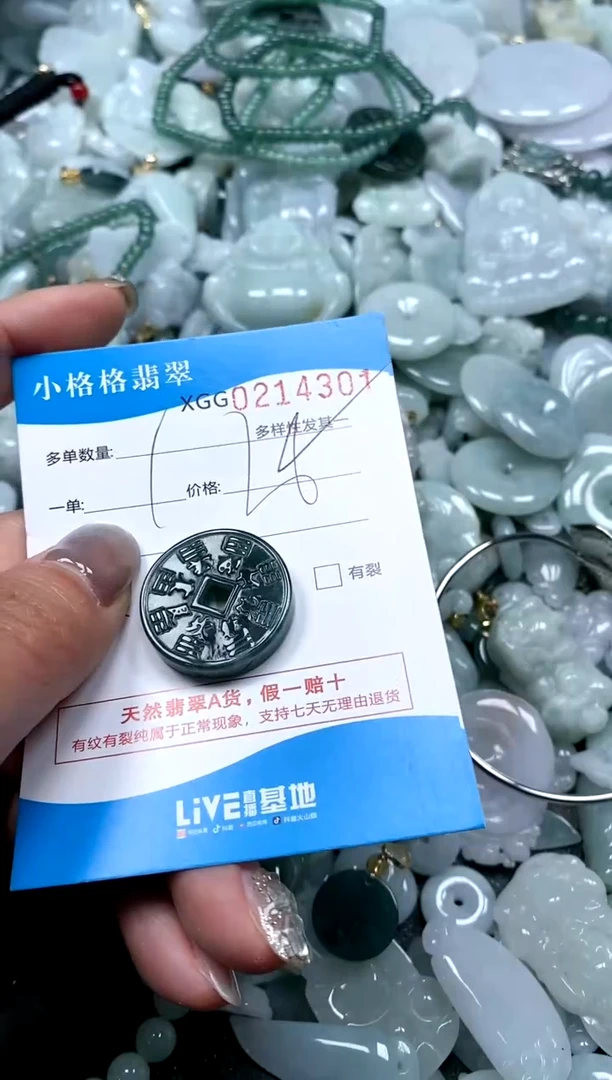 小格格翡翠
XGG0214301
多样性发基一
多单数量:
一单: 价格:
有裂
天然翡翠A货，假一赔十
有纹有裂纯属于正常现象，支持七天无理由退货
LiVE直播基地